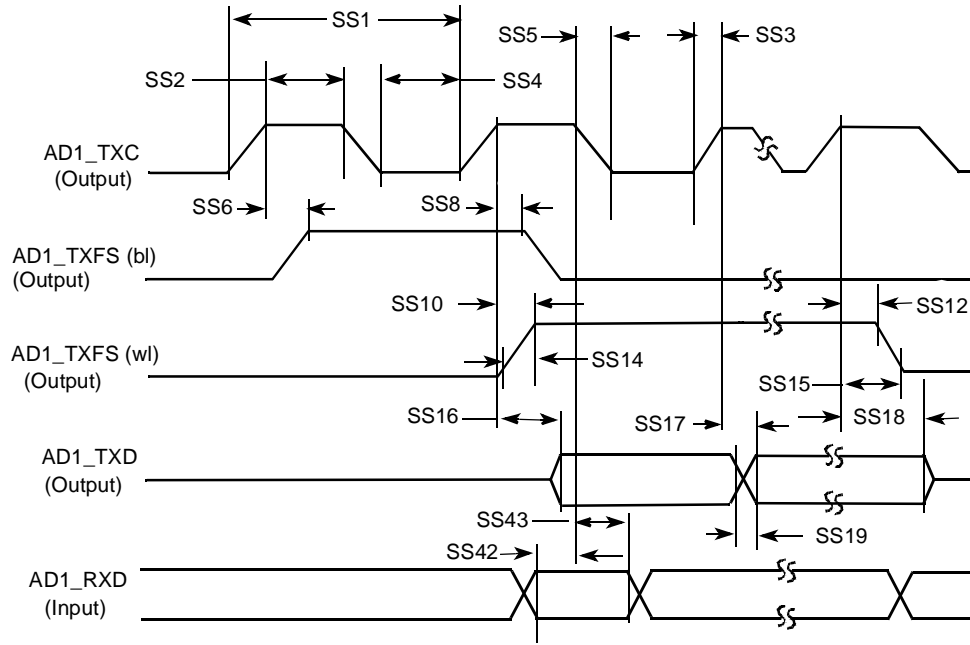 SS1
SS5
SS3
SS2
SS4
AD1_TXC
(Output)
SS6
SS8
AD1_TXFS (bl)
(Output)
SS10
SS12
AD1_TXFS (wl)
(Output)
SS14
SS15
SS16
SS17
SS18
AD1_TXD
(Output)
SS43
SS19
SS42
AD1_RXD
(Input)